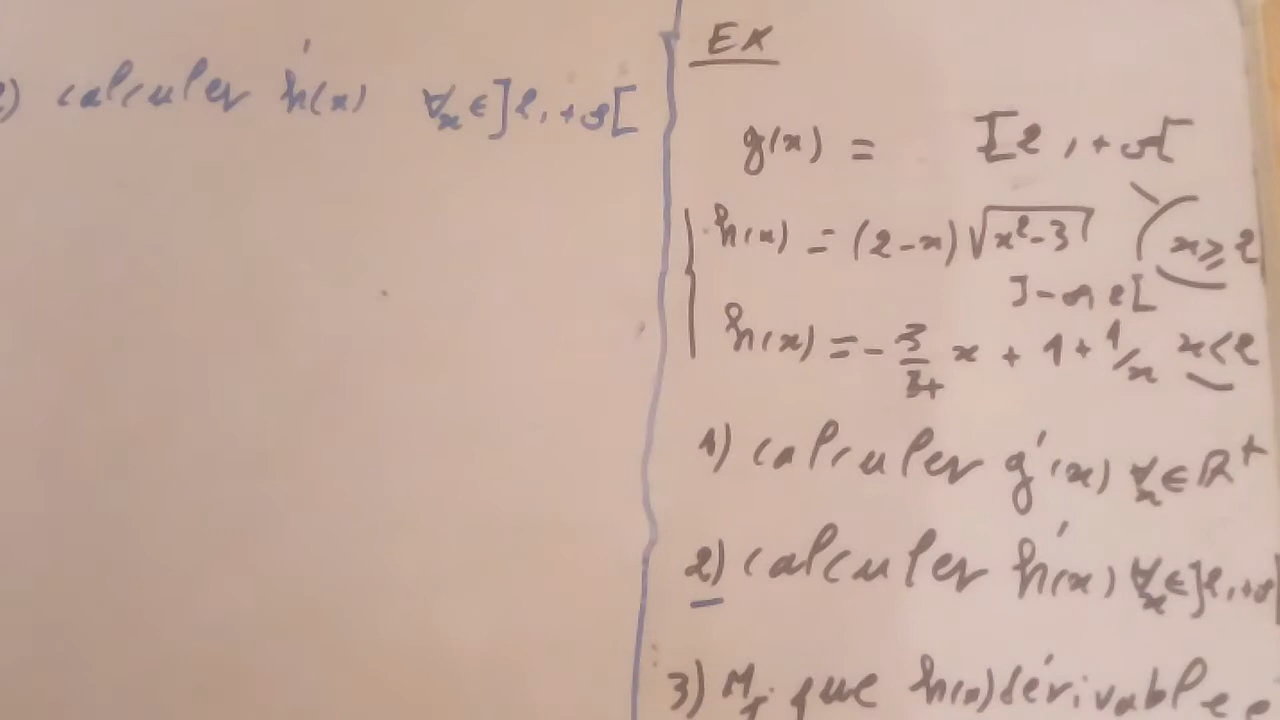 2) calculer h'(x) ∀x ∈ ]2, +∞[
EX
g(x) = [2, +∞[
h(x) = (2-x)√(x²-3) (x ≥ 2
]-∞ 2[
h(x) = -3/4 x + 1 + 1/x x < 2
1) calculer g'(x) ∀x ∈ R⁺
2) calculer h'(x) ∀x ∈ ]2, +∞
3) Mt que h(x) dérivable